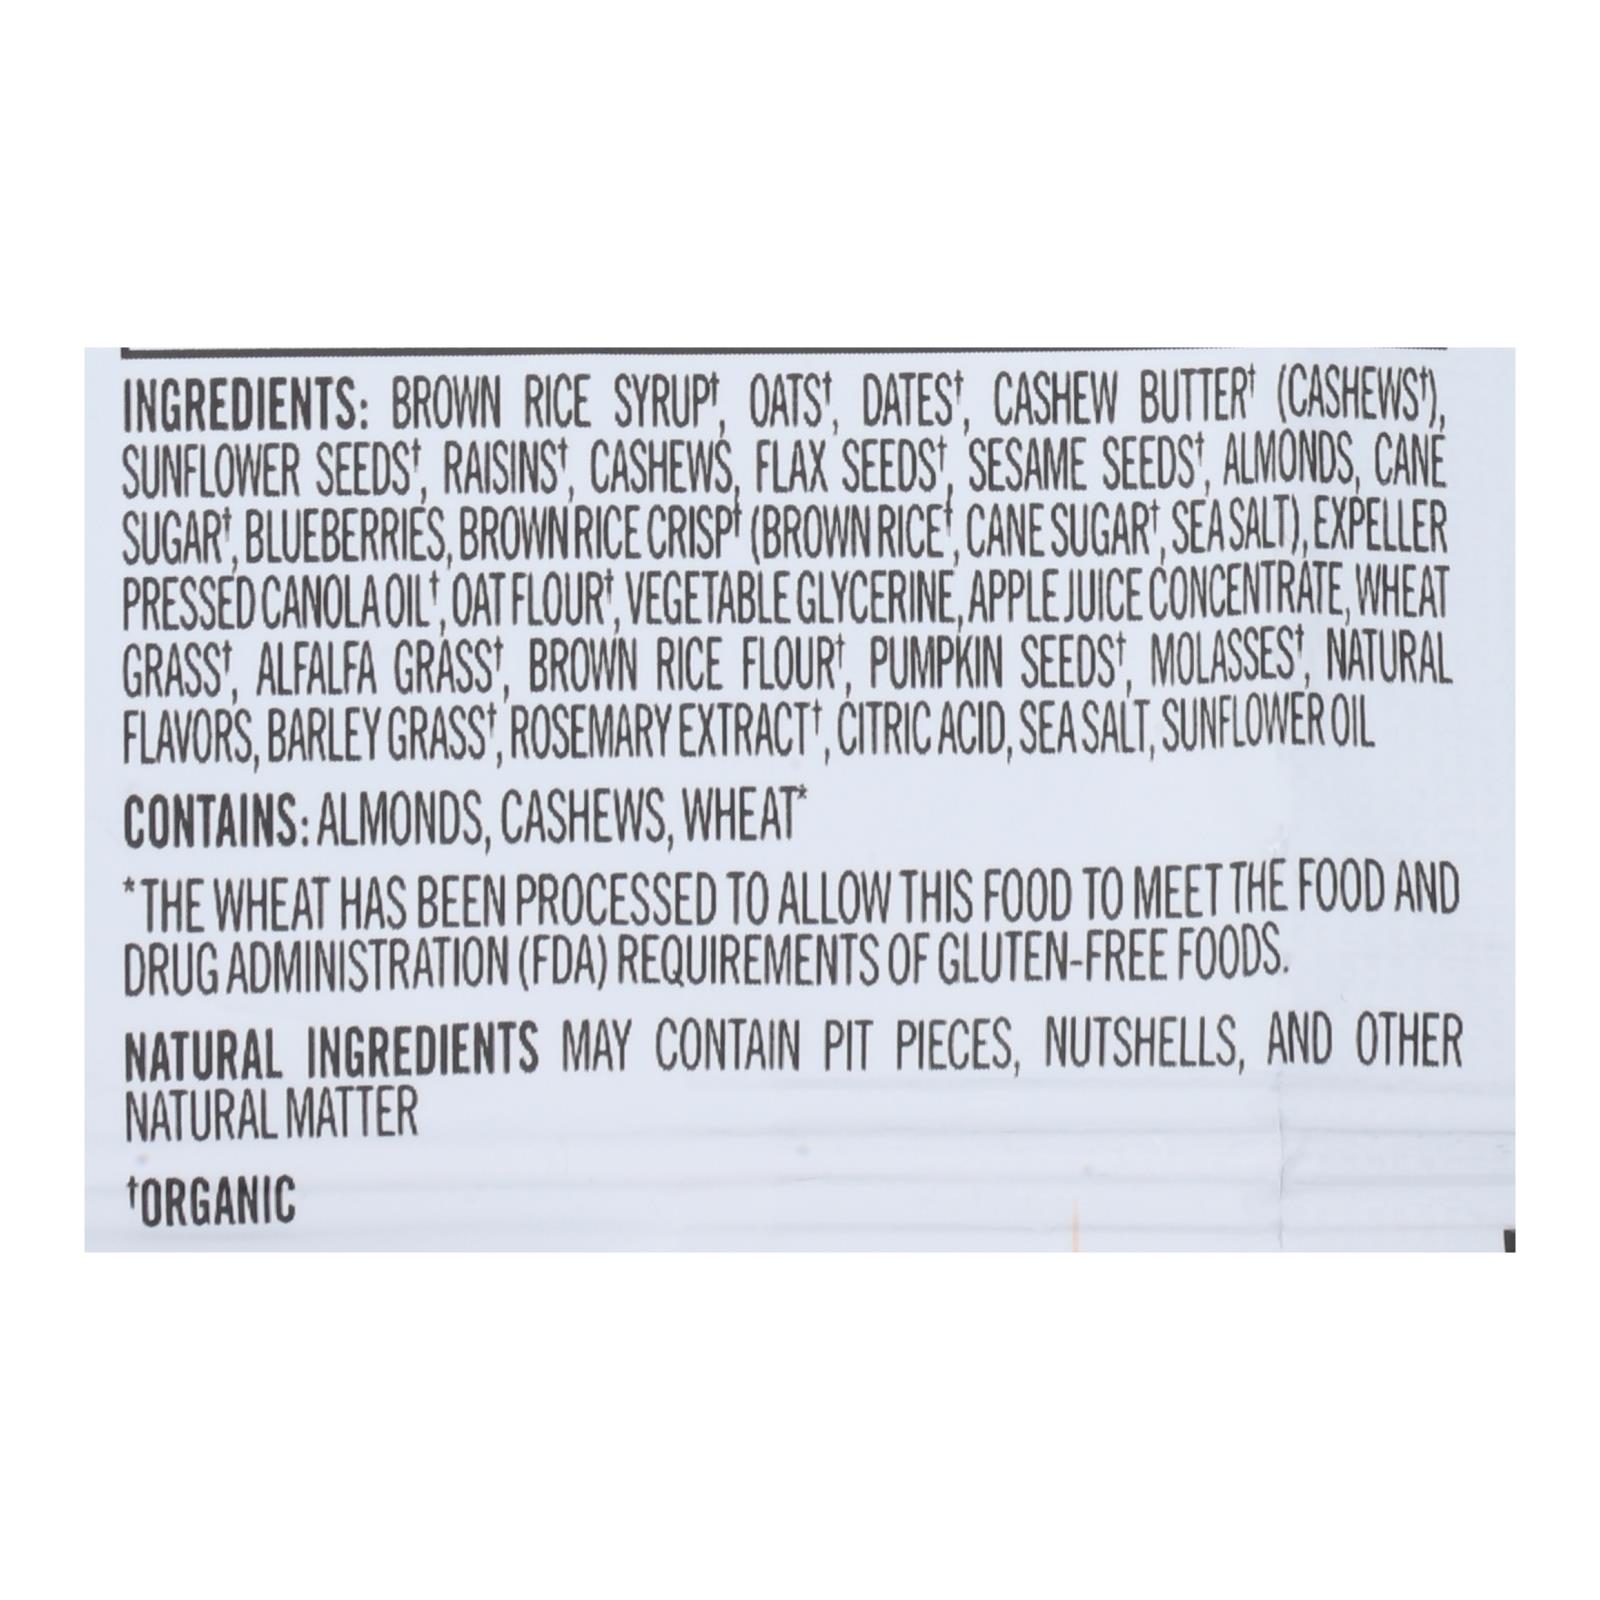 INGREDIENTS: BROWN RICE SYRUP†, OATS†, DATES†, CASHEW BUTTER† (CASHEWS†),
SUNFLOWER SEEDS†, RAISINS†, CASHEWS, FLAX SEEDS†, SESAME SEEDS†, ALMONDS, CANE
SUGAR†, BLUEBERRIES, BROWN RICE CRISP† (BROWN RICE†, CANE SUGAR†, SEA SALT), EXPELLER
PRESSED CANOLA OIL†, OAT FLOUR†, VEGETABLE GLYCERINE, APPLE JUICE CONCENTRATE, WHEAT
GRASS†, ALFALFA GRASS†, BROWN RICE FLOUR†, PUMPKIN SEEDS†, MOLASSES†, NATURAL
FLAVORS, BARLEY GRASS†, ROSEMARY EXTRACT†, CITRIC ACID, SEA SALT, SUNFLOWER OIL
CONTAINS: ALMONDS, CASHEWS, WHEAT*
*THE WHEAT HAS BEEN PROCESSED TO ALLOW THIS FOOD TO MEET THE FOOD AND
DRUG ADMINISTRATION (FDA) REQUIREMENTS OF GLUTEN-FREE FOODS.
NATURAL INGREDIENTS MAY CONTAIN PIT PIECES, NUTSHELLS, AND OTHER
NATURAL MATTER
†ORGANIC